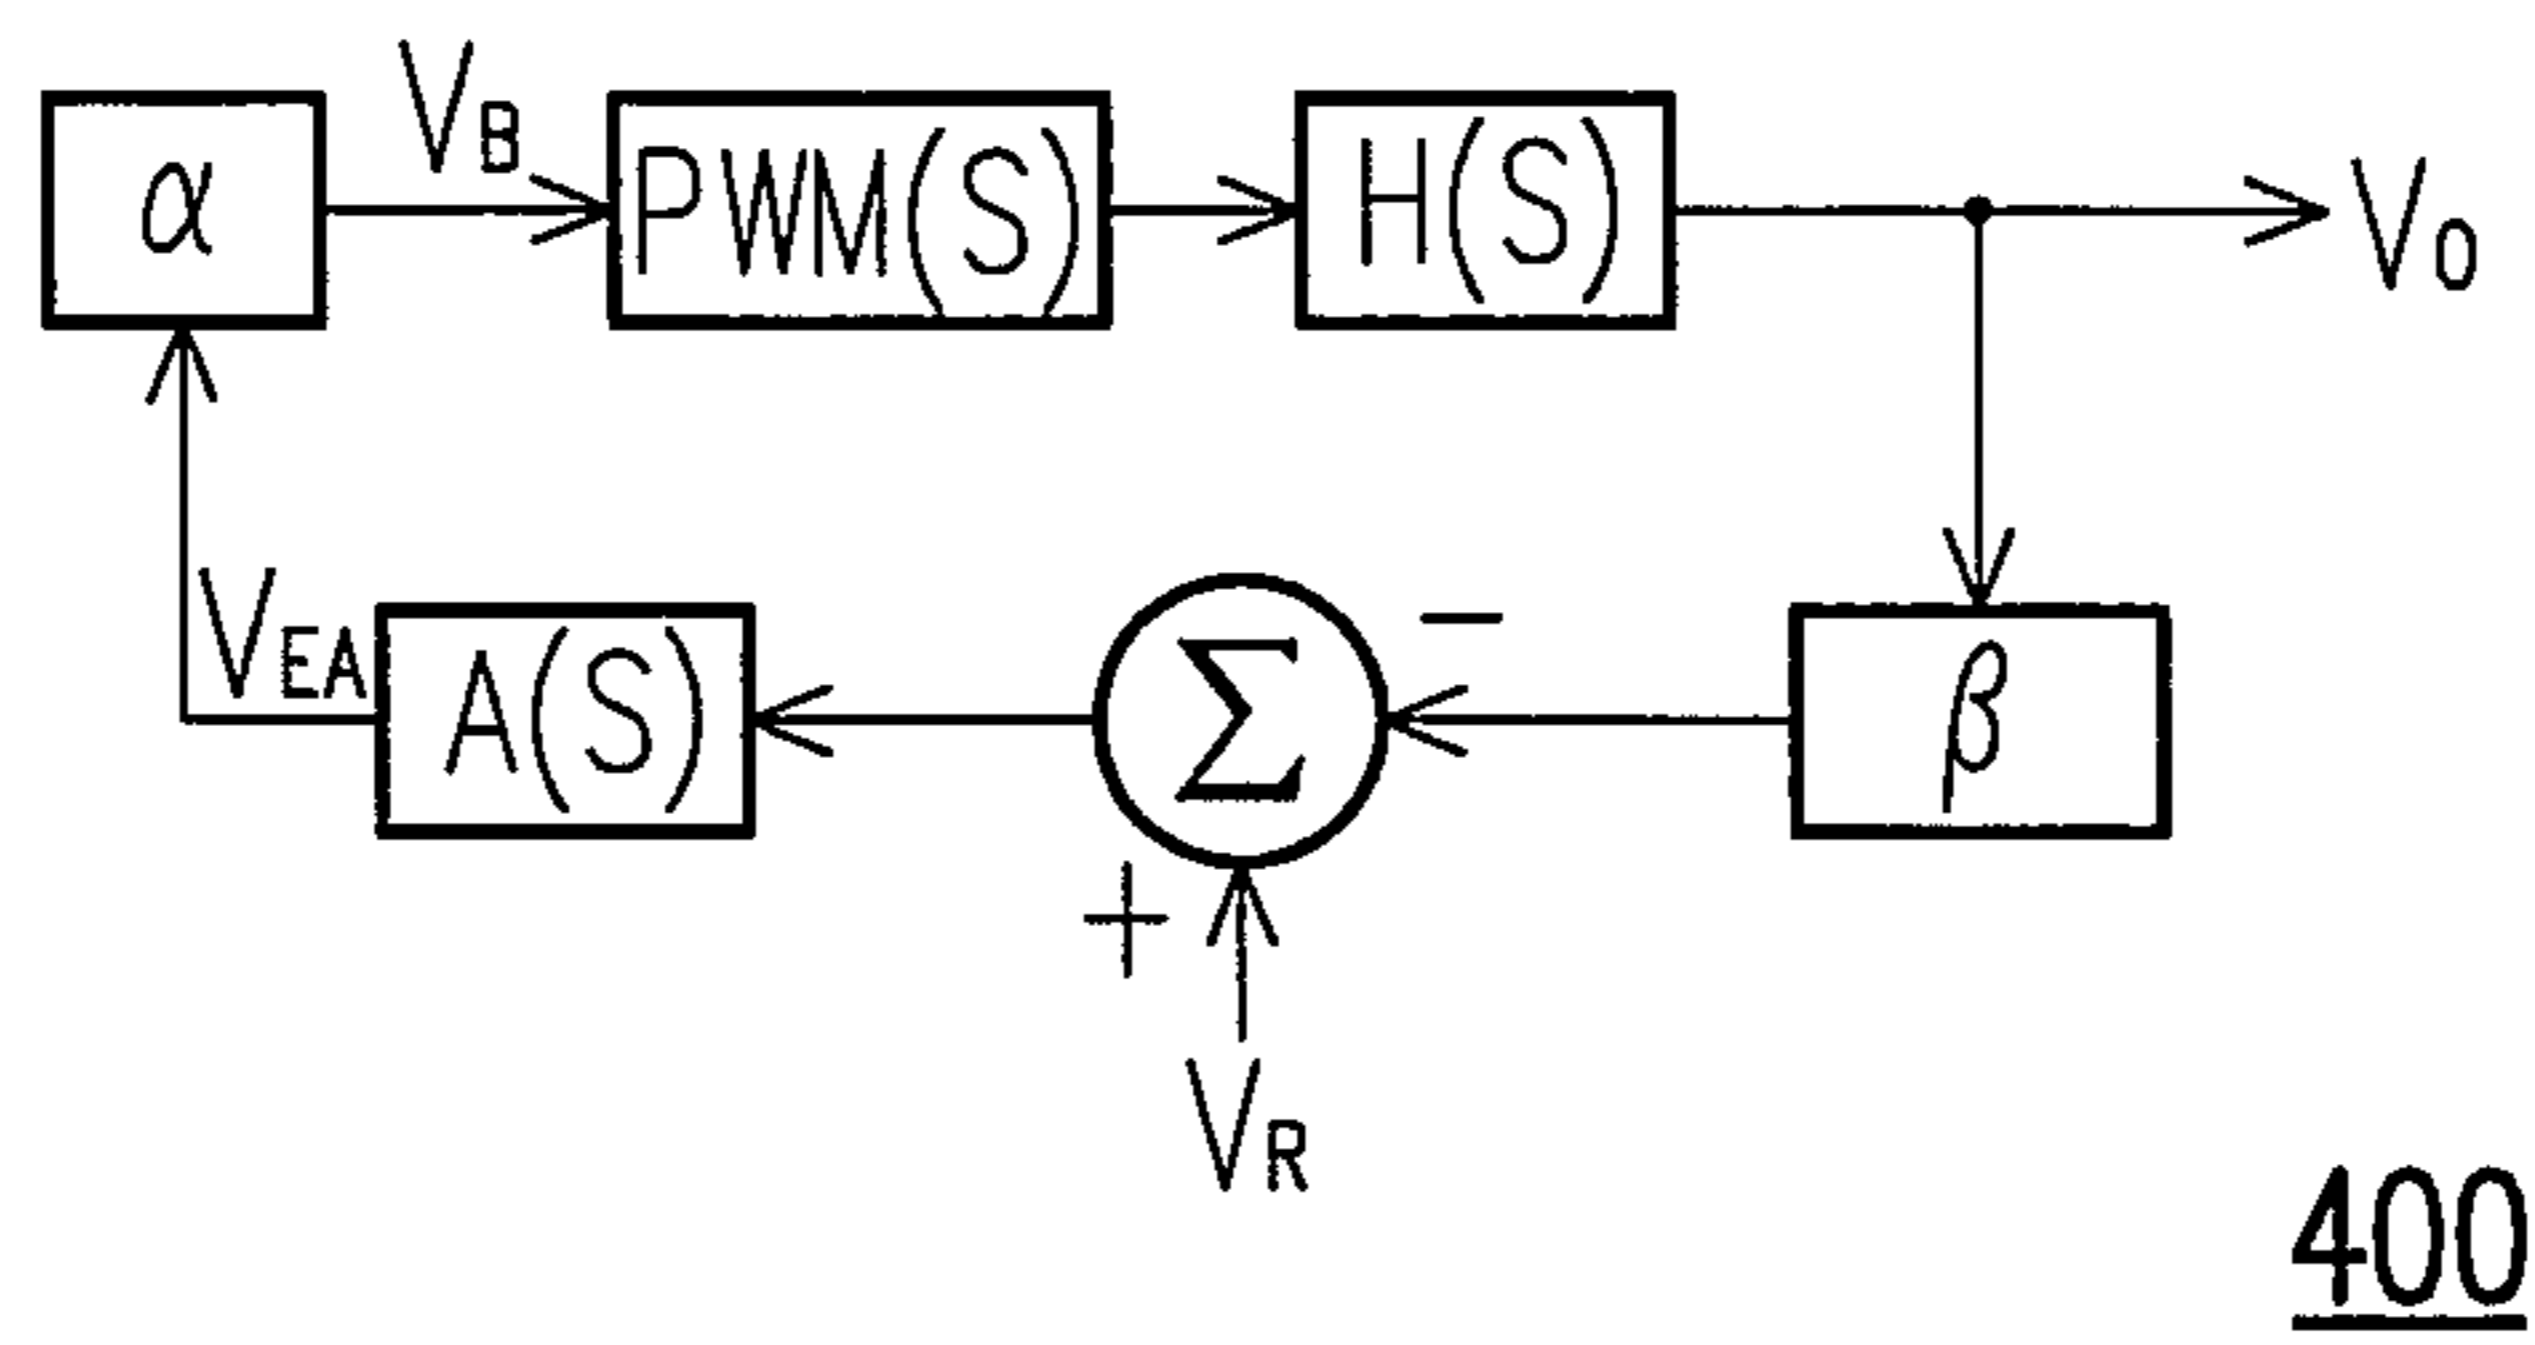 α
V_B
PWM(S)
H(S)
V_O
V_EA
A(S)
Σ
−
β
+
V_R
400